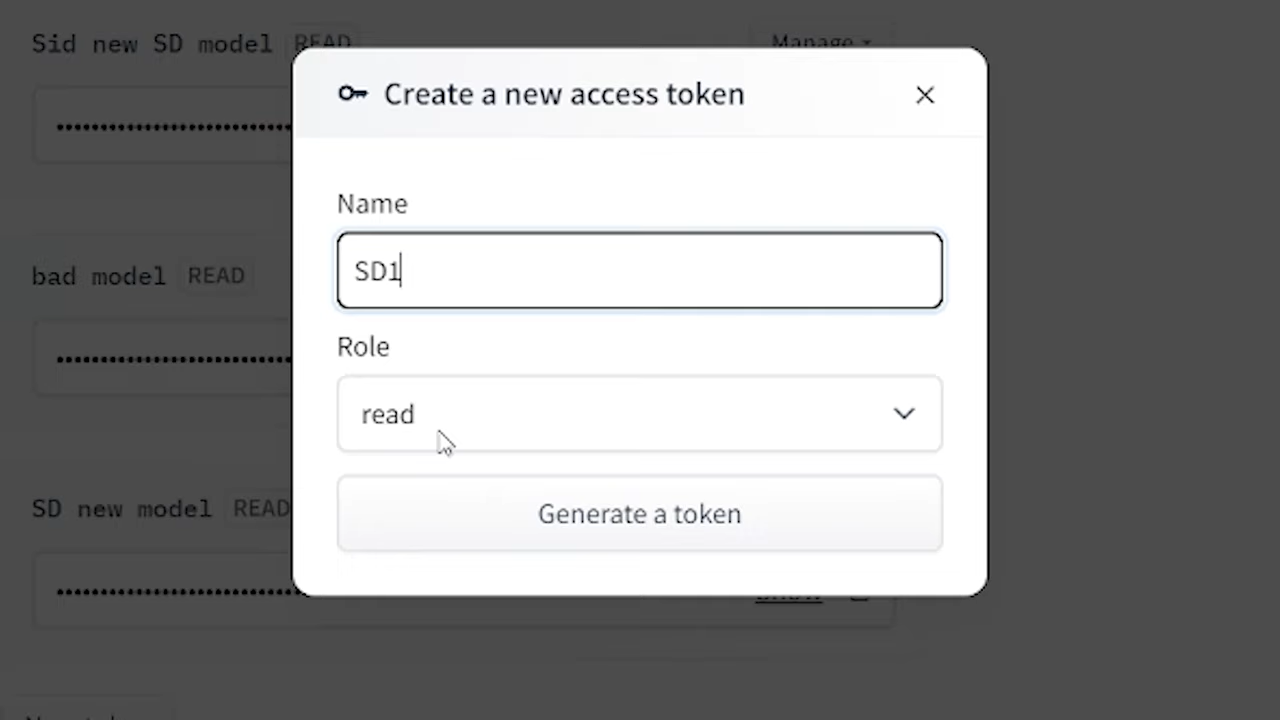 Sid new SD model READ
Manage
Create a new access token
Name
SD1
Role
read
Generate a token
bad model READ
SD new model READ